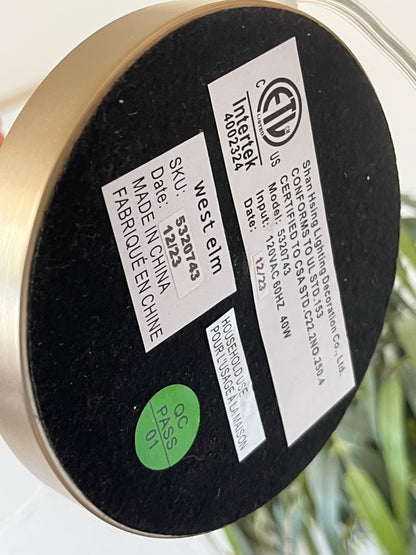 west elm
SKU: 5320743
Date: 12/23
MADE IN CHINA
FABRIQUÉ EN CHINE
C ETL CM US
LISTED
Intertek
4002324
Shan Hsing Lighting Decoration Co., Ltd.
CONFORMS TO UL STD.153
CERTIFIED TO CSA STD.C22.2NO.250.4
Model: 5320743
Input: 120VAC 60HZ 40W
Date: 12/23
HOUSEHOLD USE
POUR L'USAGE À LA MAISON
QC
PASS
01